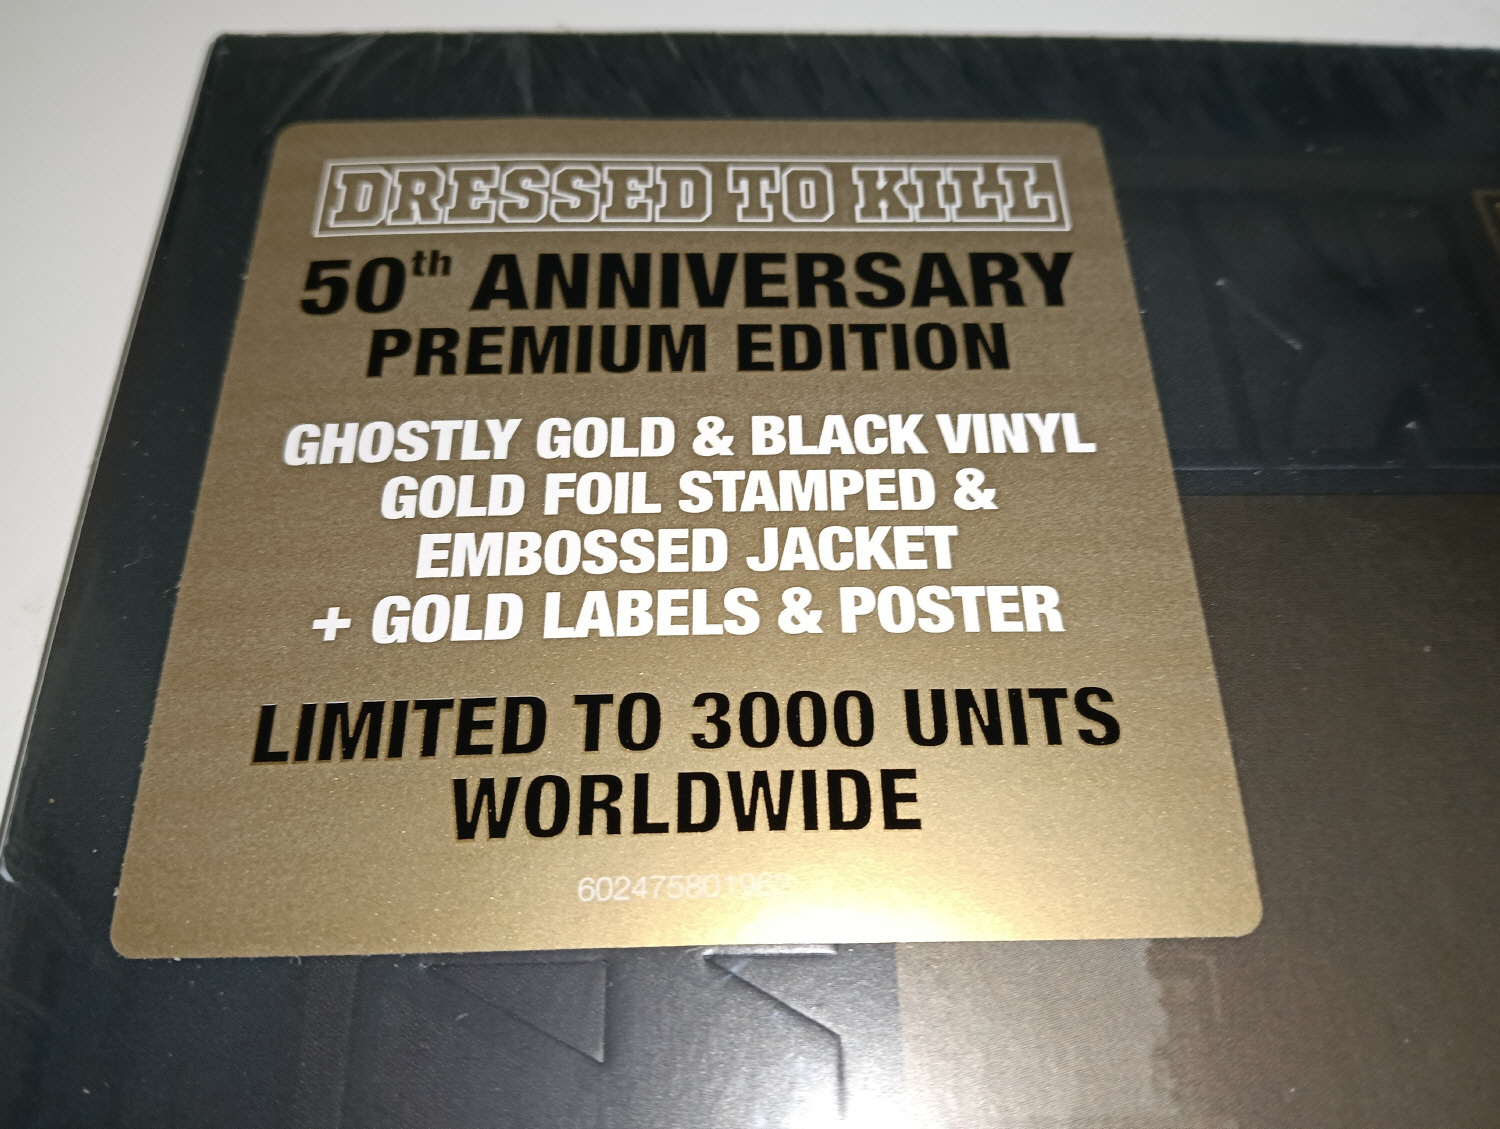 DRESSED TO KILL
50th ANNIVERSARY
PREMIUM EDITION
GHOSTLY GOLD & BLACK VINYL
GOLD FOIL STAMPED &
EMBOSSED JACKET
+ GOLD LABELS & POSTER
LIMITED TO 3000 UNITS
WORLDWIDE